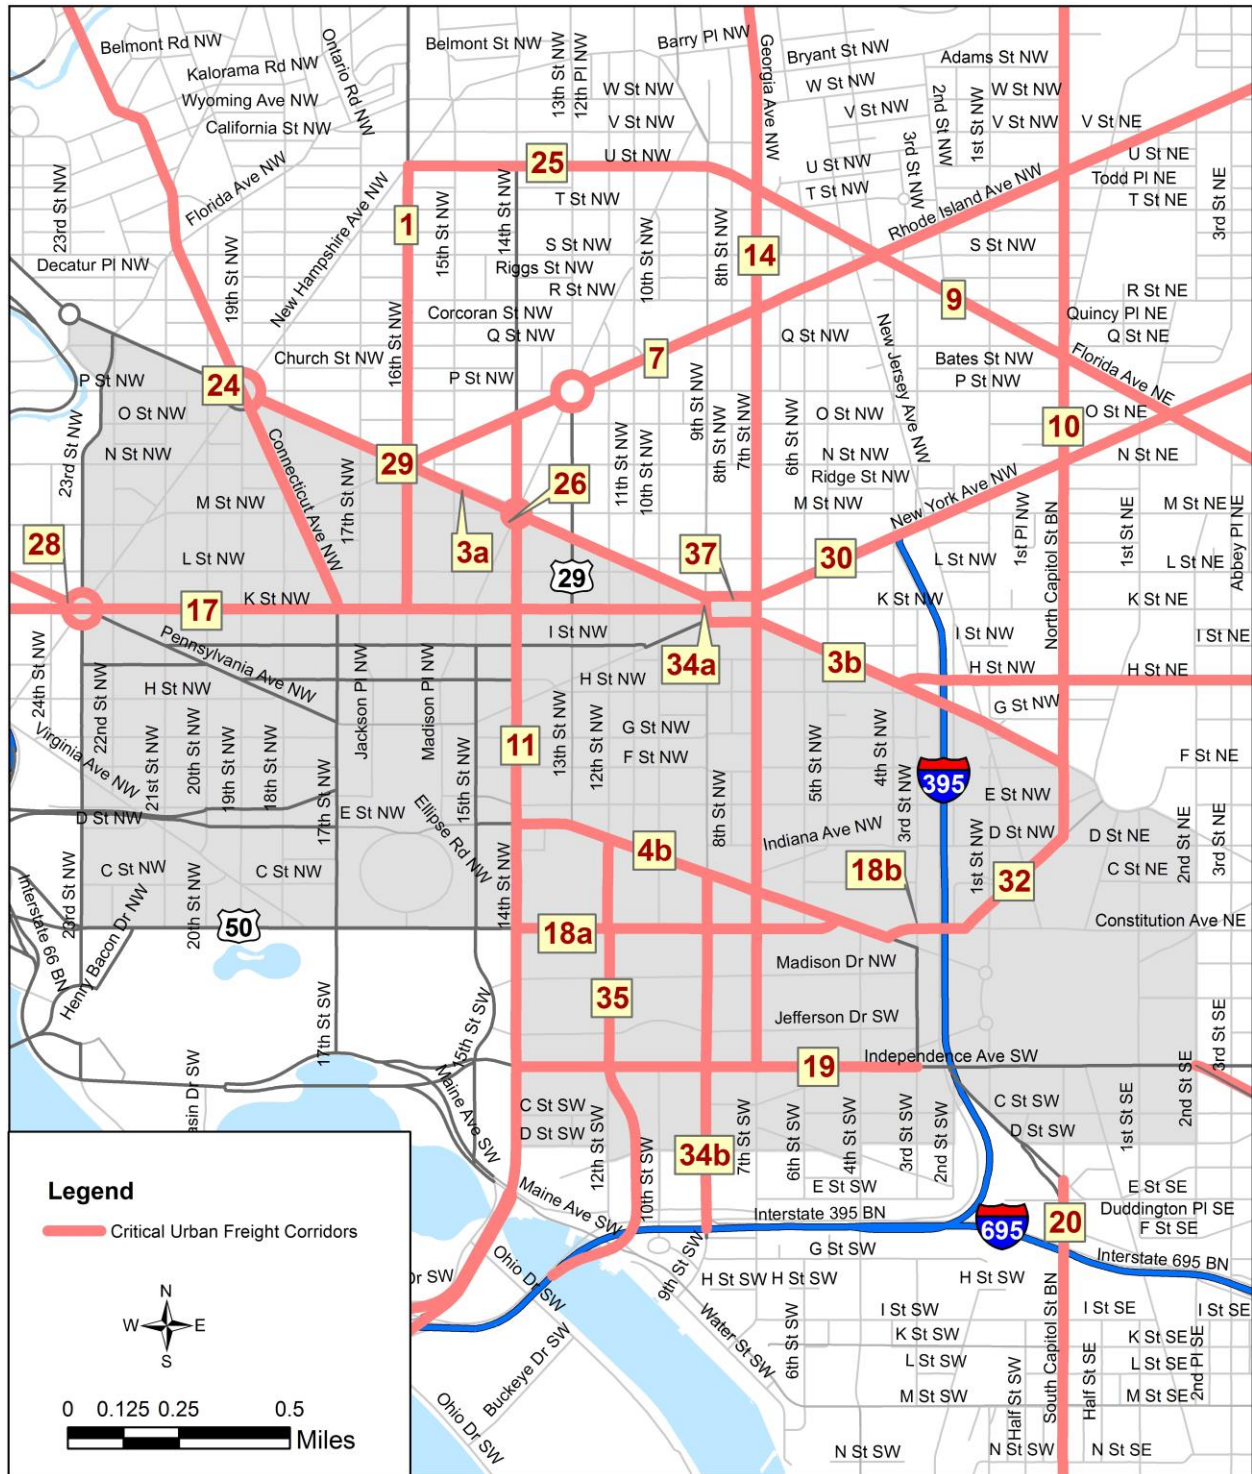 Belmont Rd NW
Kalorama Rd NW
Wyoming Ave NW
California St NW
Ontario Rd NW
Belmont St NW
13th St NW
12th Pl NW
Barry Pl NW
Georgia Ave NW
Bryant St NW
Adams St NW
W St NW
W St NW
W St NW
V St NW
V St NW
V St NW
V St NE
2nd St NW
1st St NW
3rd St NW
U St NW
U St NW
U St NE
Todd Pl NE
T St NW
T St NW
T St NE
3rd St NE
25
1
14
9
7
Florida Ave NW
New Hampshire Ave NW
Rhode Island Ave NW
23rd St NW
Decatur Pl NW
19th St NW
15th St NW
14th St NW
S St NW
S St NW
Riggs St NW
R St NW
R St NE
10th St NW
8th St NW
Corcoran St NW
Q St NW
Q St NW
Quincy Pl NE
Q St NE
New Jersey Ave NW
Church St NW
16th St NW
P St NW
P St NW
Bates St NW
P St NW
Florida Ave NE
24
O St NW
O St NW
O St NE
10
N St NW
N St NW
N St NE
23rd St NW
Connecticut Ave NW
17th St NW
29
26
11th St NW
10th St NW
9th St NW
8th St NW
7th St NW
6th St NW
Ridge St NW
M St NW
M St NW
M St NE
New York Ave NW
1st Pl NW
North Capitol St BN
1st St NE
Abbey Pl NE
28
3a
37
30
L St NW
L St NW
L St NE
29
17
K St NW
K St NW
K St NE
34a
3b
I St NW
I St NW
I St NE
Pennsylvania Ave NW
24th St NW
22nd St NW
H St NW
H St NW
H St NW
H St NE
G St NW
G St NW
F St NW
F St NE
Virginia Ave NW
21st St NW
20th St NW
19th St NW
18th St NW
Jackson Pl NW
Madison Pl NW
17th St NW
15th St NW
11
13th St NW
12th St NW
5th St NW
4th St NW
3rd St NW
395
E St NW
E St NW
D St NW
D St NW
D St NE
Ellipse Rd NW
4b
8th St NW
Indiana Ave NW
18b
1st St NW
32
2nd St NE
3rd St NE
C St NW
C St NW
C St NE
23rd St NW
20th St NW
14th St NW
50
18a
Constitution Ave NE
Interstate 66 BN
Henry Bacon Dr NW
Madison Dr NW
35
Jefferson Dr SW
17th St SW
15th St SW
19
Independence Ave SW
3rd St SE
2nd St SE
1st St SE
asin Dr SW
Maine Ave SW
C St SW
C St SW
D St SW
D St SW
12th St SW
10th St SW
34b
7th St SW
6th St SW
4th St SW
3rd St SW
2nd St SW
Maine Ave SW
E St SW
E St SE
Duddington Pl SE
F St SE
Interstate 395 BN
695
20
Interstate 695 BN
G St SW
Ohio Dr SW
Dr SW
9th St SW
H St SW
H St SW
H St SW
Water St SW
6th St SW
I St SW
I St SE
I St SE
K St SW
K St SE
L St SW
L St SE
M St SW
M St SE
N St SW
N St SW
N St SE
Half St SW
South Capitol St BN
Half St SE
2nd Pl SE
Buckeye Dr SW
Ohio Dr SW
Legend
Critical Urban Freight Corridors
N
W E
S
0 0.125 0.25 0.5
Miles